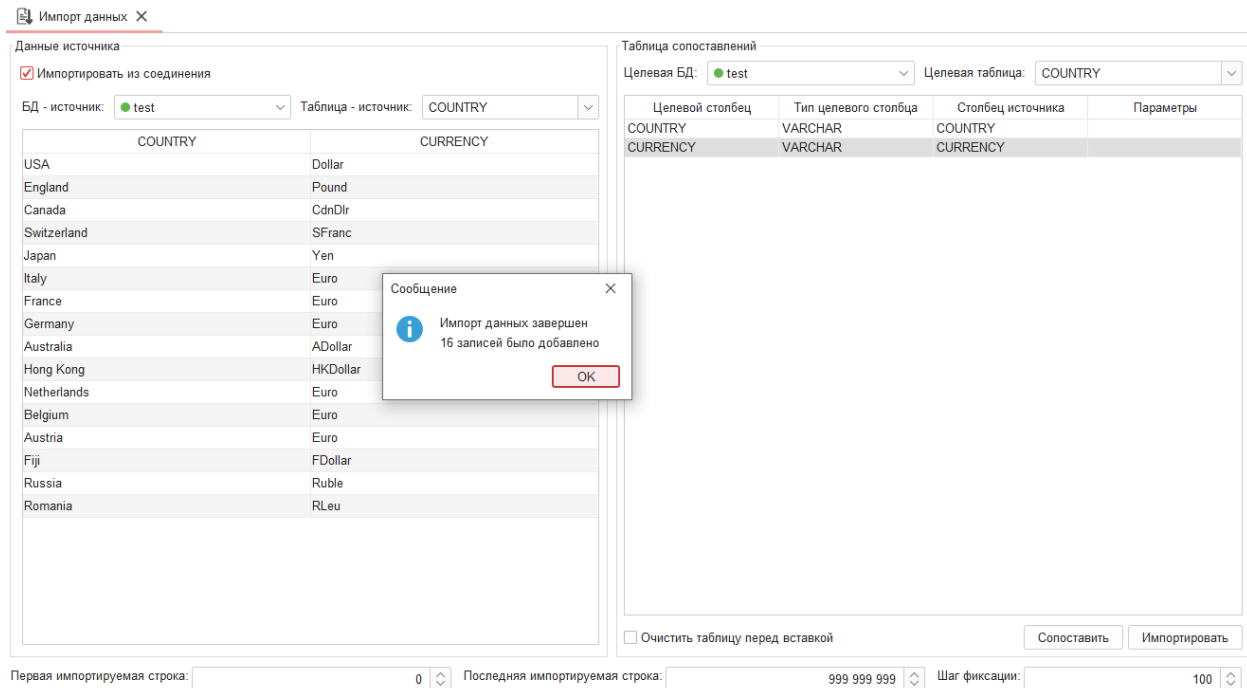 Импорт данных
Данные источника
Импортировать из соединения
БД - источник: test Таблица - источник: COUNTRY
COUNTRY CURRENCY
USA Dollar
England Pound
Canada CdnDlr
Switzerland SFranc
Japan Yen
Italy Euro
France Euro
Germany Euro
Australia ADollar
Hong Kong HKDollar
Netherlands Euro
Belgium Euro
Austria Euro
Fiji FDollar
Russia Ruble
Romania RLeu
Таблица сопоставлений
Целевая БД: test Целевая таблица: COUNTRY
Целевой столбец Тип целевого столбца Столбец источника Параметры
COUNTRY VARCHAR COUNTRY
CURRENCY VARCHAR CURRENCY
Сообщение
Импорт данных завершен
16 записей было добавлено
OK
Очистить таблицу перед вставкой Сопоставить Импортировать
Первая импортируемая строка: 0 Последняя импортируемая строка: 999 999 999 Шаг фиксации: 100